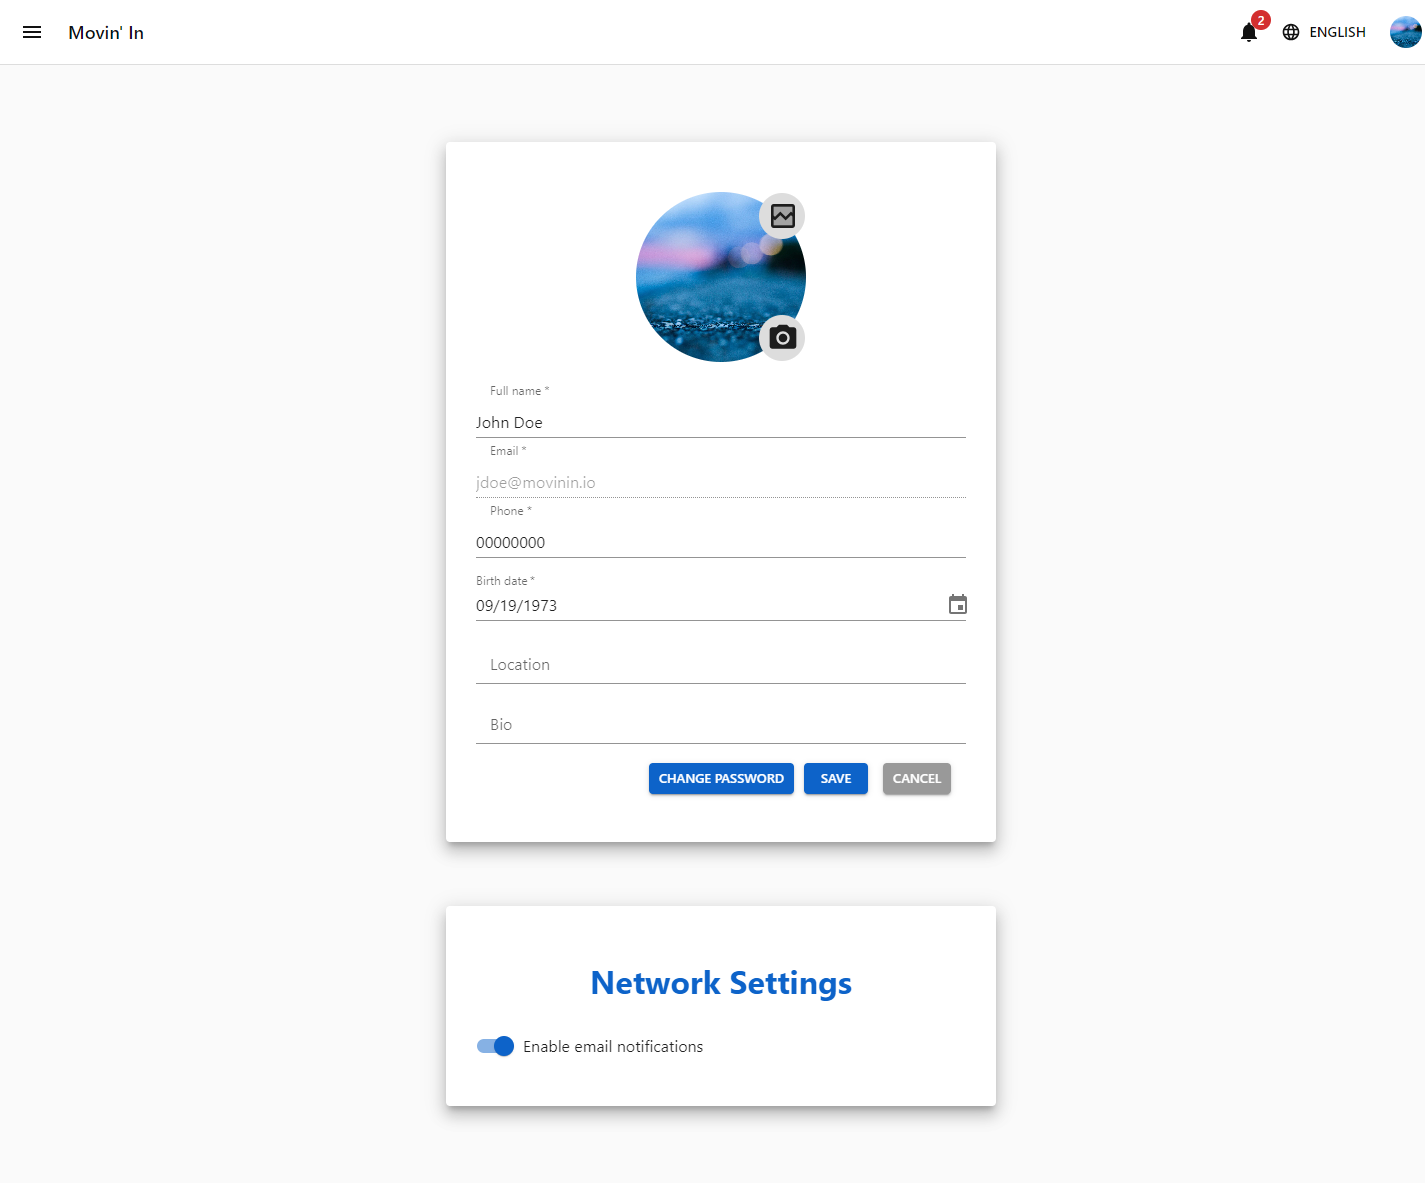 Movin' In
2
ENGLISH
Full name *
John Doe
Email *
jdoe@movinin.io
Phone *
00000000
Birth date *
09/19/1973
Location
Bio
CHANGE PASSWORD
SAVE
CANCEL
Network Settings
Enable email notifications